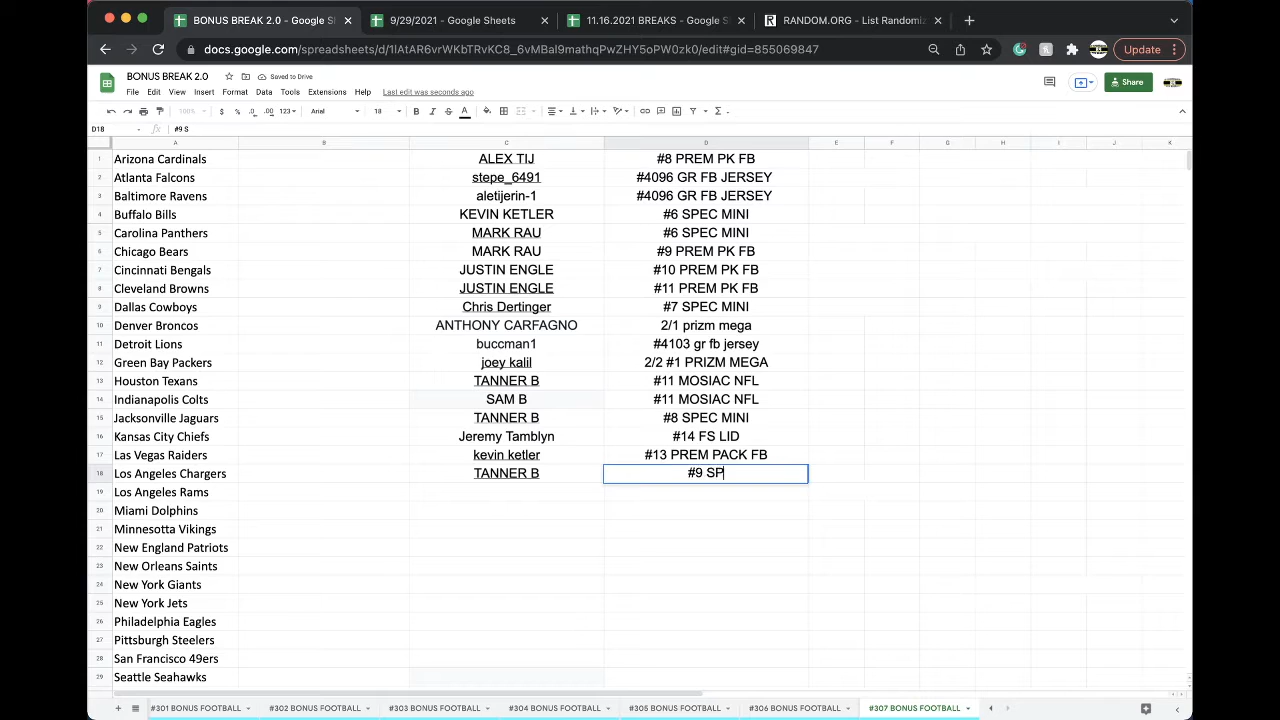 BONUS BREAK 2.0 - Google Sh
9/29/2021 - Google Sheets
11.16.2021 BREAKS - Google S
RANDOM.ORG - List Randomiz
docs.google.com/spreadsheets/d/1IAtAR6vrWKbTRvKC8_6vMBal9mathqPwZHY5oPW0zk0/edit#gid=855069847
Update
BONUS BREAK 2.0
Saved to Drive
File Edit View Insert Format Data Tools Extensions Help Last edit was seconds ago
Share
100% $ % .0 .00 123 Arial 18 B I S A
D18 fx #9 S
A B C D E F G H I J K
1 Arizona Cardinals ALEX TIJ #8 PREM PK FB
2 Atlanta Falcons stepe_6491 #4096 GR FB JERSEY
3 Baltimore Ravens aletijerin-1 #4096 GR FB JERSEY
4 Buffalo Bills KEVIN KETLER #6 SPEC MINI
5 Carolina Panthers MARK RAU #6 SPEC MINI
6 Chicago Bears MARK RAU #9 PREM PK FB
7 Cincinnati Bengals JUSTIN ENGLE #10 PREM PK FB
8 Cleveland Browns JUSTIN ENGLE #11 PREM PK FB
9 Dallas Cowboys Chris Dertinger #7 SPEC MINI
10 Denver Broncos ANTHONY CARFAGNO 2/1 prizm mega
11 Detroit Lions buccman1 #4103 gr fb jersey
12 Green Bay Packers joey kalil 2/2 #1 PRIZM MEGA
13 Houston Texans TANNER B #11 MOSIAC NFL
14 Indianapolis Colts SAM B #11 MOSIAC NFL
15 Jacksonville Jaguars TANNER B #8 SPEC MINI
16 Kansas City Chiefs Jeremy Tamblyn #14 FS LID
17 Las Vegas Raiders kevin ketler #13 PREM PACK FB
18 Los Angeles Chargers TANNER B #9 SP
19 Los Angeles Rams
20 Miami Dolphins
21 Minnesotta Vikings
22 New England Patriots
23 New Orleans Saints
24 New York Giants
25 New York Jets
26 Philadelphia Eagles
27 Pittsburgh Steelers
28 San Francisco 49ers
29 Seattle Seahawks
#301 BONUS FOOTBALL #302 BONUS FOOTBALL #303 BONUS FOOTBALL #304 BONUS FOOTBALL #305 BONUS FOOTBALL #306 BONUS FOOTBALL #307 BONUS FOOTBALL